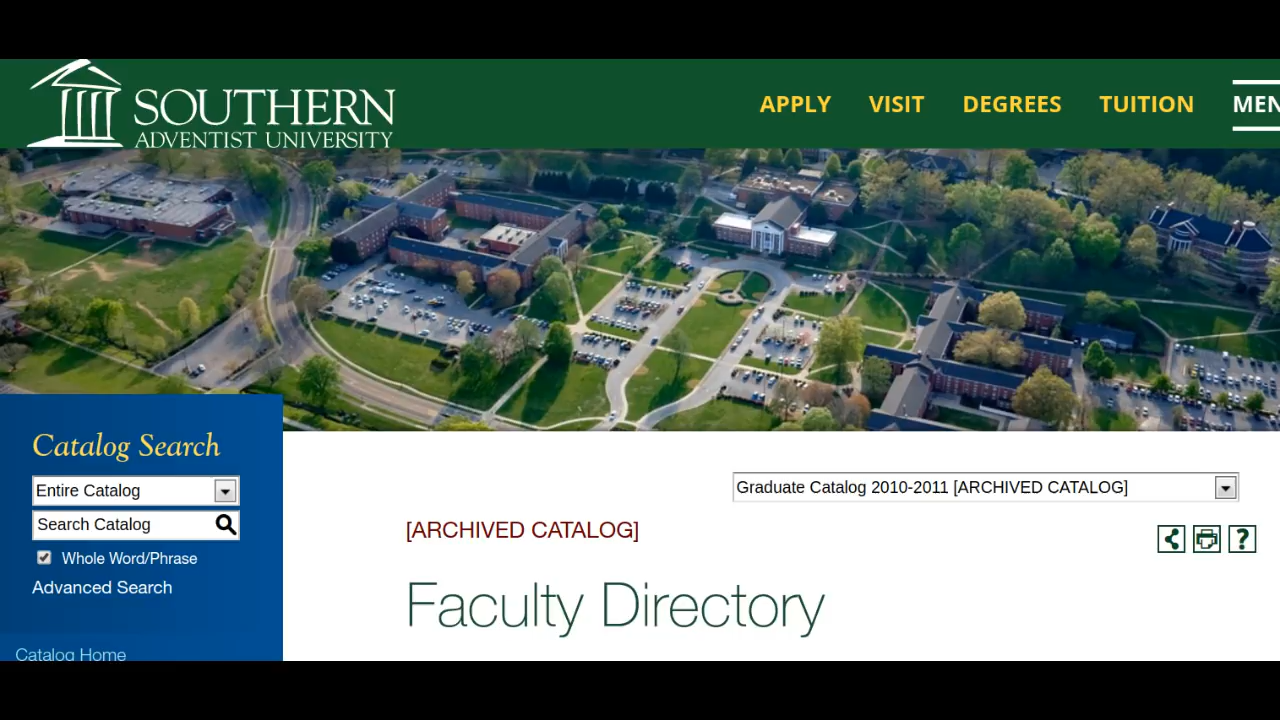 SOUTHERN
ADVENTIST UNIVERSITY
APPLY VISIT DEGREES TUITION MEN
Catalog Search
Entire Catalog
Search Catalog
Whole Word/Phrase
Advanced Search
Catalog Home
Graduate Catalog 2010-2011 [ARCHIVED CATALOG]
[ARCHIVED CATALOG]
?
Faculty Directory